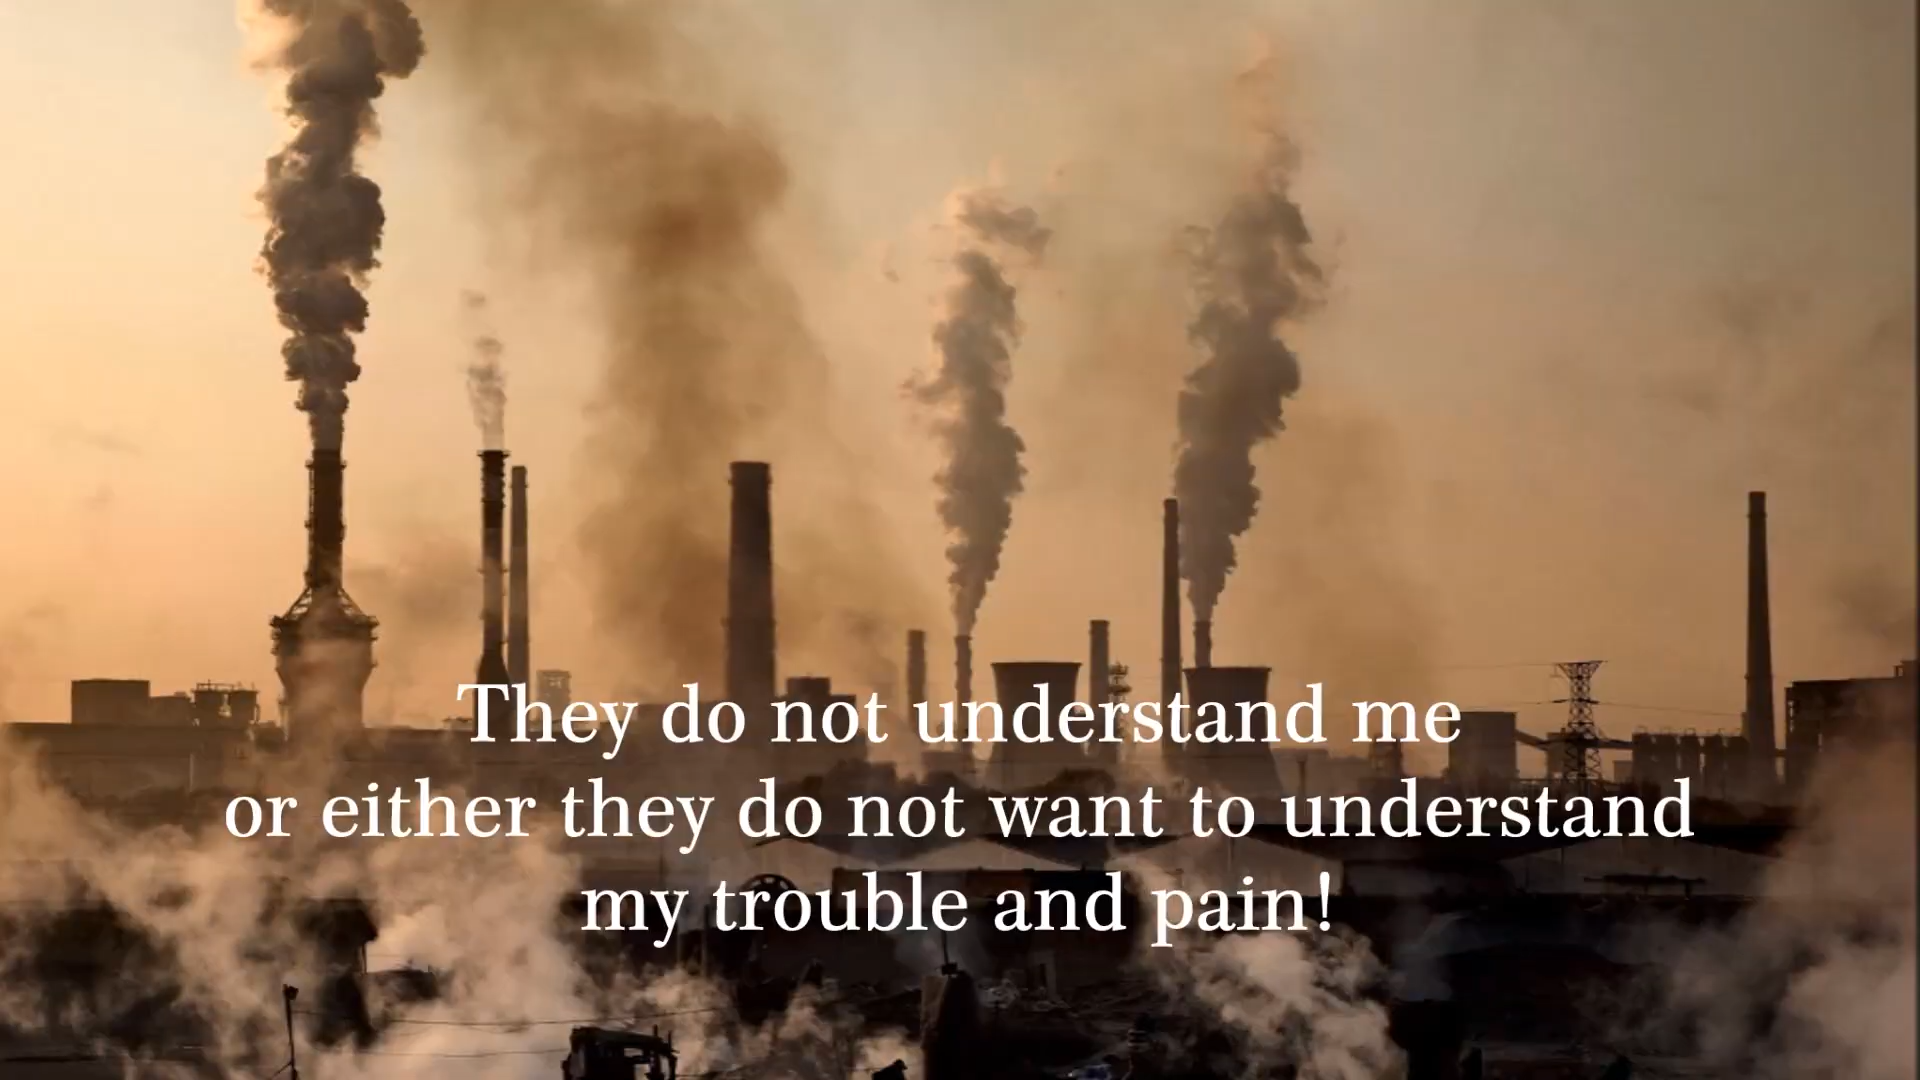 They do not understand me
or either they do not want to understand
my trouble and pain!